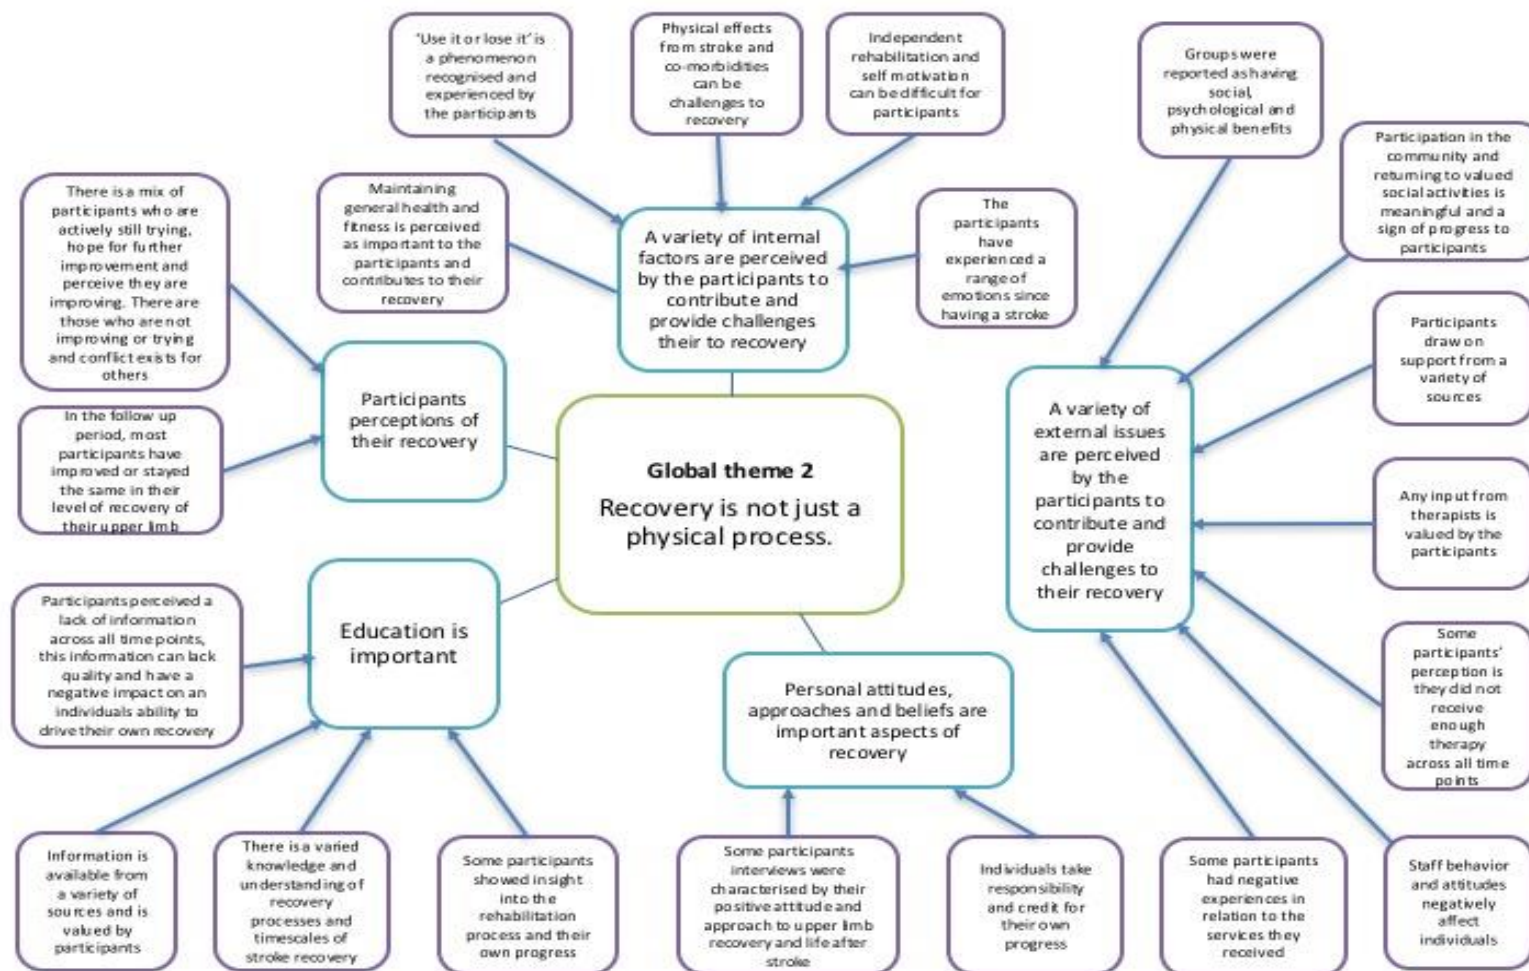 'Use it or lose it' is
a phenomenon
recognised and
experienced by
the participants
Physical effects
from stroke and
co-morbidities
can be
challenges to
recovery
Independent
rehabilitation and
self motivation
can be difficult for
participants
Groups were
reported as having
social,
psychological and
physical benefits
Participation in the
community and
returning to valued
social activities is
meaningful and a
sign of progress to
participants
There is a mix of
participants who are
actively still trying,
hope for further
improvement and
perceive they are
improving. There are
those who are not
improving or trying
and conflict exists for
others
Maintaining
general health and
fitness is perceived
as important to the
participants and
contributes to their
recovery
A variety of internal
factors are perceived
by the participants to
contribute and
provide challenges
their to recovery
The
participants
have
experienced a
range of
emotions since
having a stroke
Participants
draw on
support from a
variety of
sources
Participants
perceptions of
their recovery
In the follow up
period, most
participants have
improved or stayed
the same in their
level of recovery of
their upper limb
Global theme 2
Recovery is not just a
physical process.
A variety of
external issues
are perceived
by the
participants to
contribute and
provide
challenges to
their recovery
Any input from
therapists is
valued by the
participants
Participants perceived a
lack of information
across all time points,
this information can lack
quality and have a
negative impact on an
individuals ability to
drive their own recovery
Education is
important
Personal attitudes,
approaches and beliefs are
important aspects of
recovery
Some
participants'
perception is
they did not
receive
enough
therapy
across all time
points
Information is
available from
a variety of
sources and is
valued by
participants
There is a varied
knowledge and
understanding of
recovery
processes and
timescales of
stroke recovery
Some participants
showed insight
into the
rehabilitation
process and their
own progress
Some participants
interviews were
characterised by their
positive attitude and
approach to upper limb
recovery and life after
stroke
Individuals take
responsibility
and credit for
their own
progress
Some participants
had negative
experiences in
relation to the
services they
received
Staff behavior
and attitudes
negatively
affect
individuals